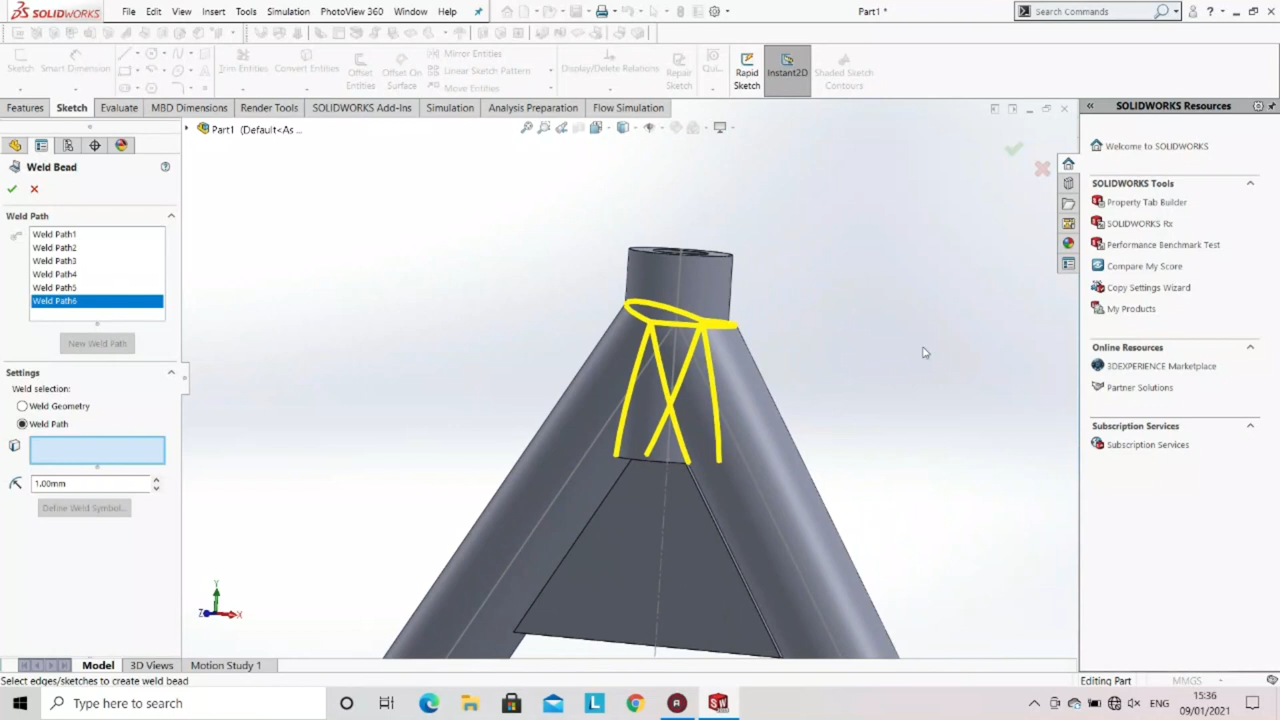 SOLIDWORKS File Edit View Insert Tools Simulation PhotoView 360 Window Help Part1 * Search Commands
Sketch Smart Dimension Trim Entities Convert Entities Offset Entities Offset On Surface Mirror Entities Linear Sketch Pattern Move Entities Display/Delete Relations Repair Sketch Qui... Rapid Sketch Instant2D Shaded Sketch Contours
Features Sketch Evaluate MBD Dimensions Render Tools SOLIDWORKS Add-Ins Simulation Analysis Preparation Flow Simulation
SOLIDWORKS Resources
Part1 (Default<As ...
Weld Bead
Weld Path
Weld Path1
Weld Path2
Weld Path3
Weld Path4
Weld Path5
Weld Path6
New Weld Path
Settings
Weld selection:
Weld Geometry
Weld Path
1.00mm
Define Weld Symbol...
Welcome to SOLIDWORKS
SOLIDWORKS Tools
Property Tab Builder
SOLIDWORKS Rx
Performance Benchmark Test
Compare My Score
Copy Settings Wizard
My Products
Online Resources
3DEXPERIENCE Marketplace
Partner Solutions
Subscription Services
Subscription Services
Y
Z X
Model 3D Views Motion Study 1
Select edges/sketches to create weld bead Editing Part MMGS
Type here to search ENG 15:36
09/01/2021